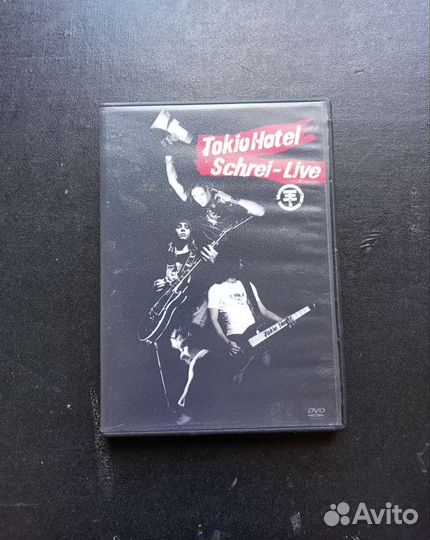 Tokio Hotel
Schrei-Live
DVD
Avito